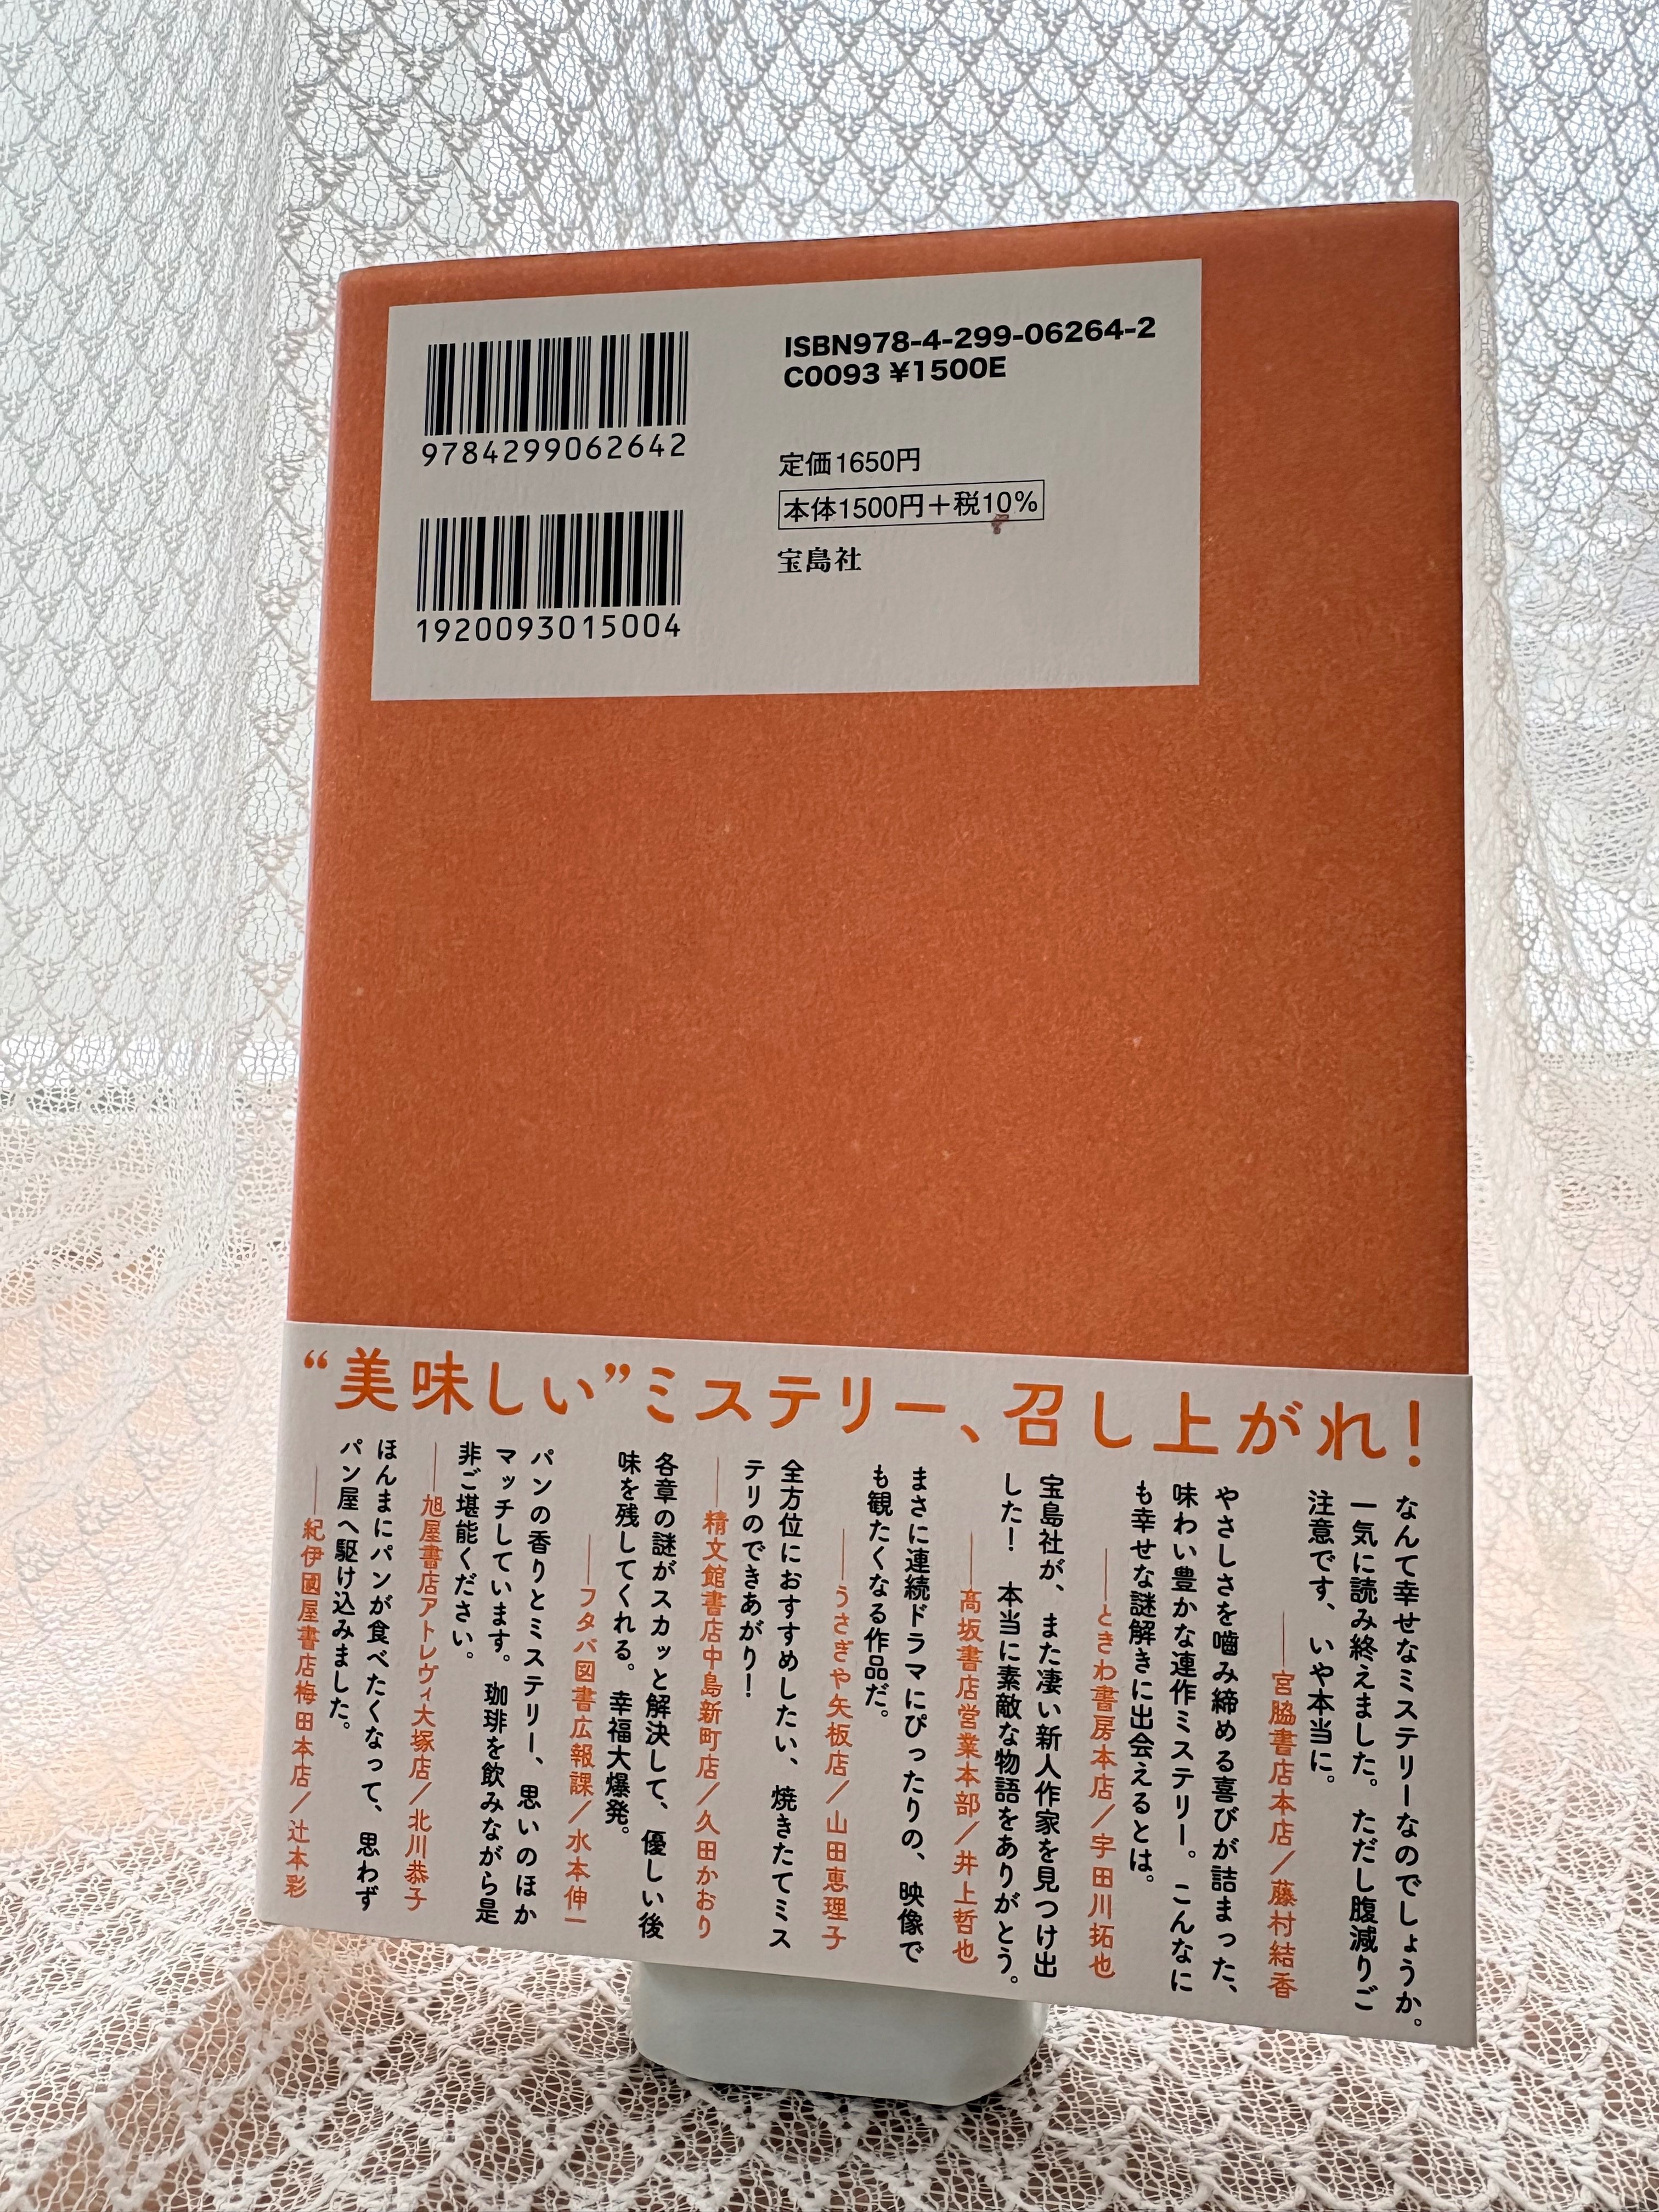 9784299062642
1920093015004
ISBN978-4-299-06264-2
C0093 ¥1500E
定価1650円
本体1500円＋税10%
宝島社
“美味しい”ミステリー、召し上がれ！
なんて幸せなミステリーなのでしょうか。
一気に読み終えました。ただし腹減りご
注意です、いや本当に。
――宮脇書店本店／藤村結香
やさしさを噛み締める喜びが詰まった、
味わい豊かな連作ミステリー。こんなに
も幸せな謎解きに出会えるとは。
――ときわ書房本店／宇田川拓也
宝島社が、また凄い新人作家を見つけ出
した！　本当に素敵な物語をありがとう。
――髙坂書店営業本部／井上哲也
まさに連続ドラマにぴったりの、映像で
も観たくなる作品だ。
――うさぎや矢板店／山田恵理子
全方位におすすめしたい、焼きたてミス
テリのできあがり！
――精文館書店中島新町店／久田かおり
各章の謎がスカッと解決して、優しい後
味を残してくれる。幸福大爆発。
――フタバ図書広報課／水本伸一
パンの香りとミステリー、思いのほか
マッチしています。珈琲を飲みながら是
非ご堪能ください。
――旭屋書店アトレヴィ大塚店／北川恭子
ほんまにパンが食べたくなって、思わず
パン屋へ駆け込みました。
――紀伊國屋書店梅田本店／辻本彩